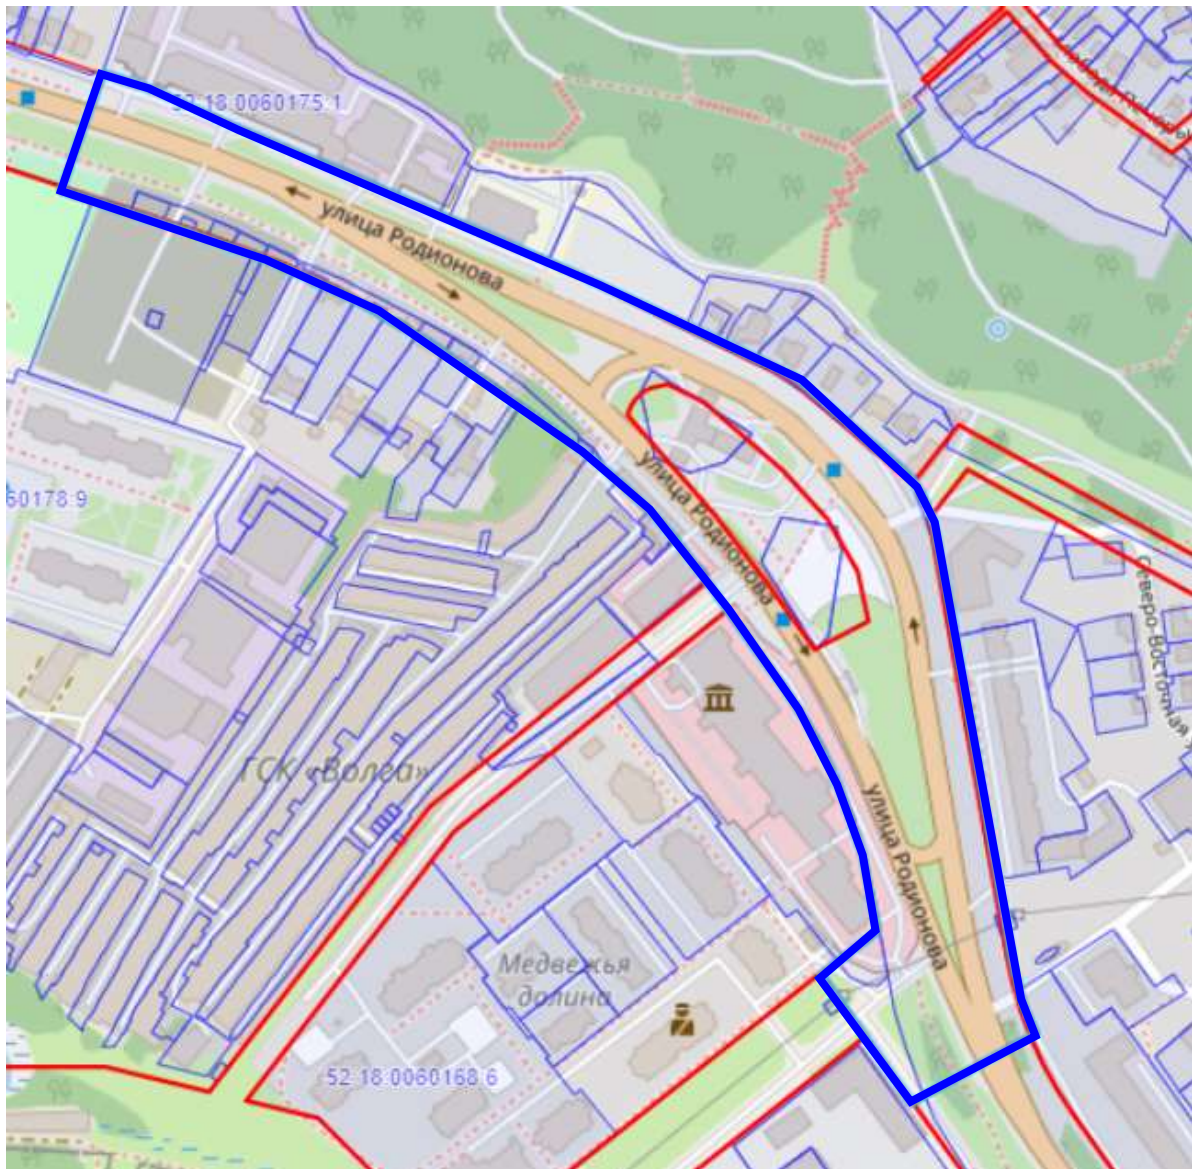 52:18:0060175:1
улица Родионова
улица Родионова
Северо-Восточная
60178:9
ГСК «Волга»
улица Родионова
Медвежья
долина
52:18:0060168:6